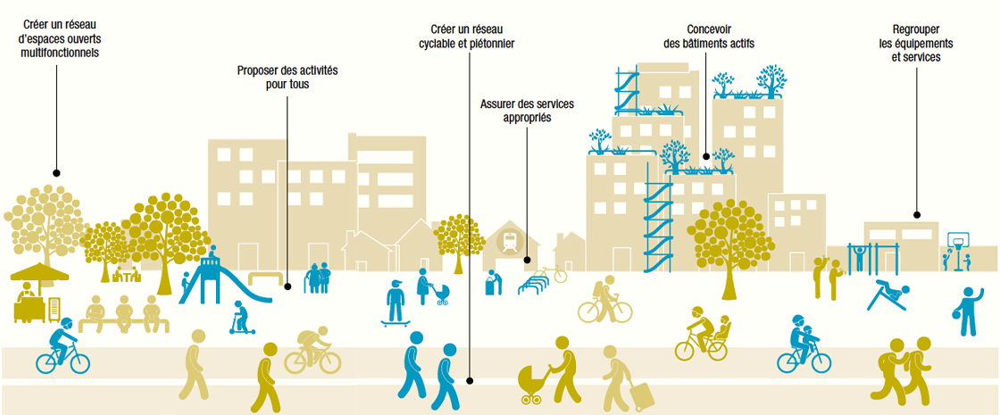 Créer un réseau
d'espaces ouverts
multifonctionnels
Proposer des activités
pour tous
Créer un réseau
cyclable et piétonnier
Assurer des services
appropriés
Concevoir
des bâtiments actifs
Regrouper
les équipements
et services